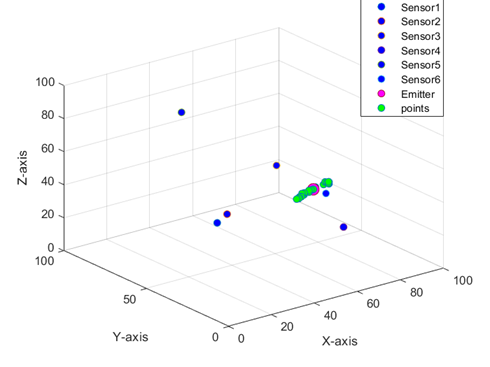 Sensor1
Sensor2
Sensor3
Sensor4
Sensor5
Sensor6
Emitter
points
100
80
60
40
20
0
Z-axis
100
50
0
Y-axis
0
20
40
60
80
100
X-axis